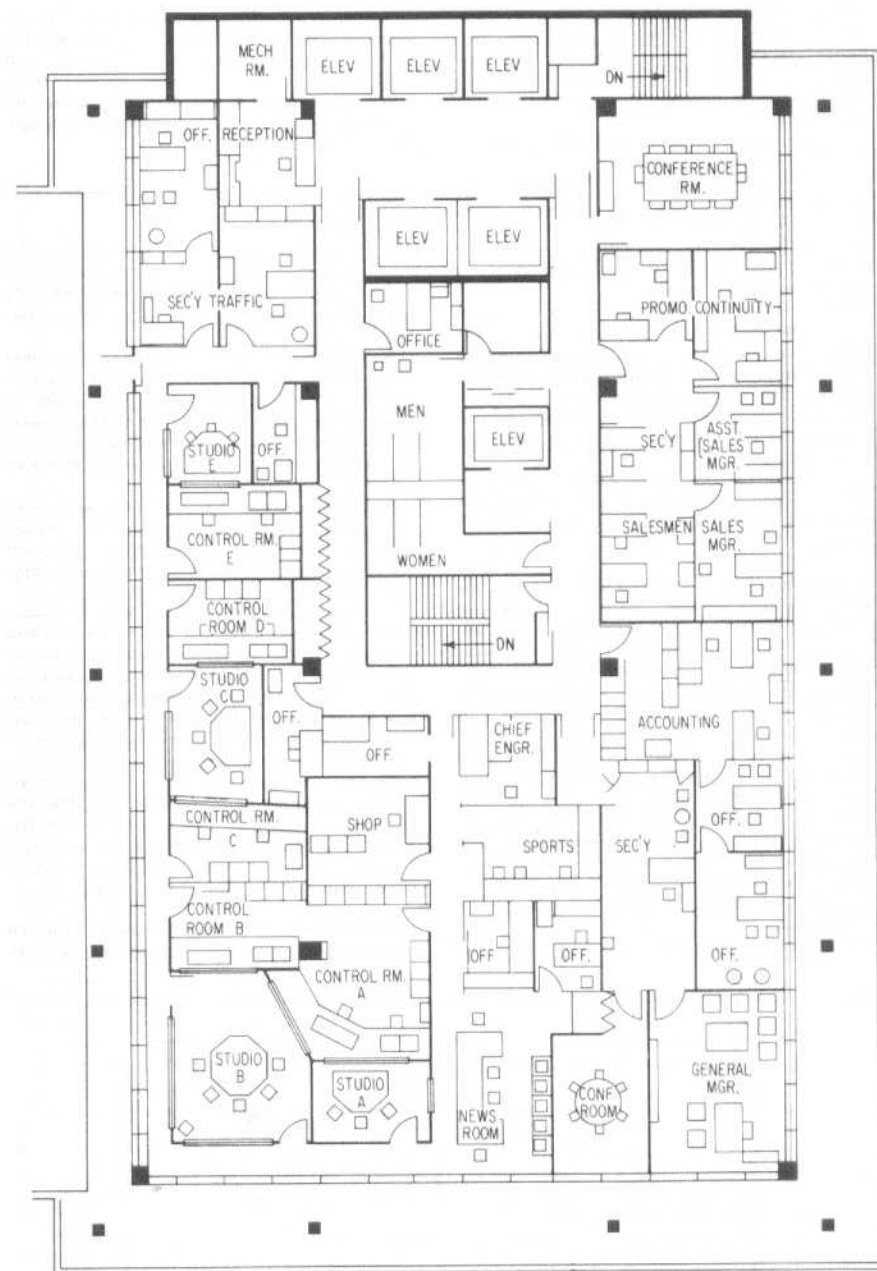 MECH
RM.
ELEV
ELEV
ELEV
DN
OFF.
RECEPTION
CONFERENCE
RM.
ELEV
ELEV
SEC'Y TRAFFIC
OFFICE
PROMO.
CONTINUITY
MEN
STUDIO
E
OFF.
ELEV
SEC'Y
ASST
SALES
MGR.
CONTROL RM.
E
SALESMEN
SALES
MGR.
WOMEN
CONTROL
ROOM D
DN
STUDIO
C
OFF.
OFF.
CHIEF
ENGR.
ACCOUNTING
CONTROL RM.
C
SHOP
SPORTS
SEC'Y
OFF.
CONTROL
ROOM B
CONTROL RM.
A
OFF
OFF.
OFF.
STUDIO
B
STUDIO
A
NEWS
ROOM
CONF
ROOM
GENERAL
MGR.